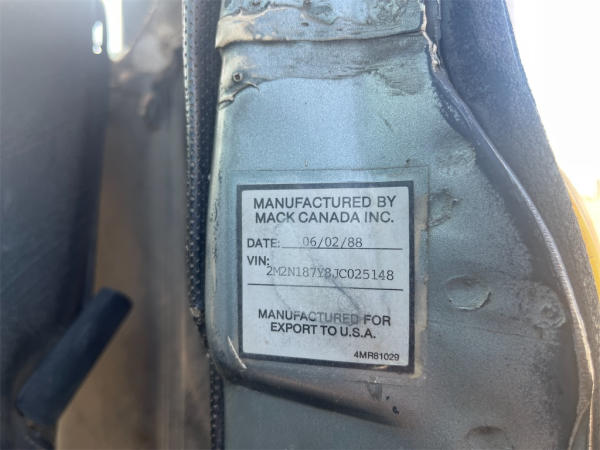 MANUFACTURED BY
MACK CANADA INC.
DATE: 06/02/88
VIN:
2M2N187Y8JC025148
MANUFACTURED FOR
EXPORT TO U.S.A.
4MR81029